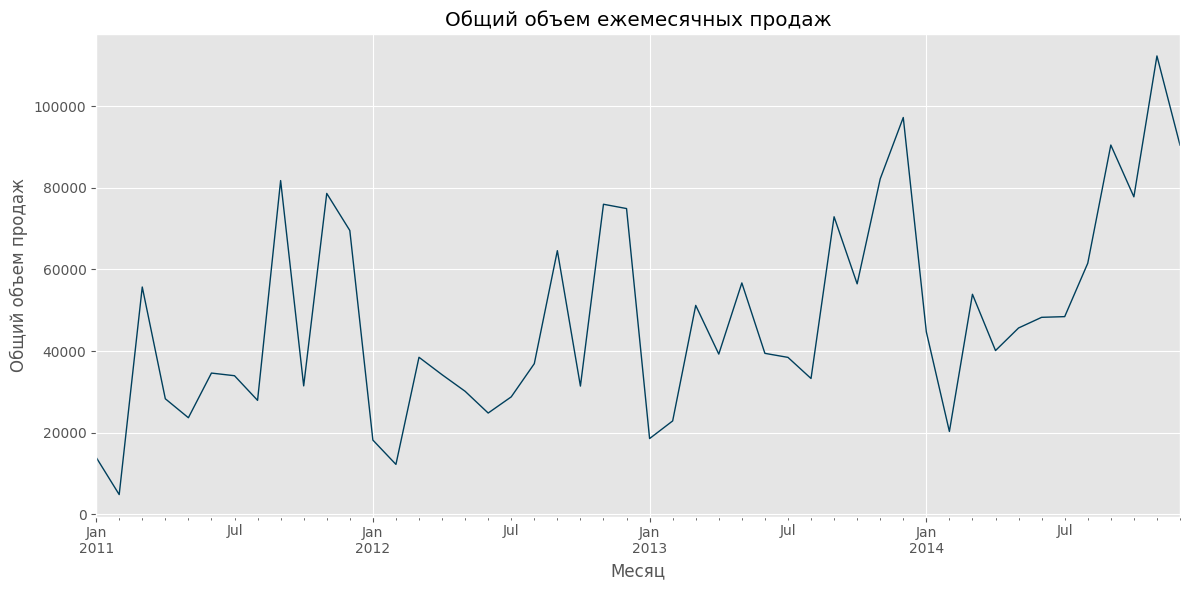 Общий объем ежемесячных продаж
Общий объем продаж
100000
80000
60000
40000
20000
0
Jan Jul Jan Jul Jan Jul Jan Jul
2011 2012 2013 2014
Месяц